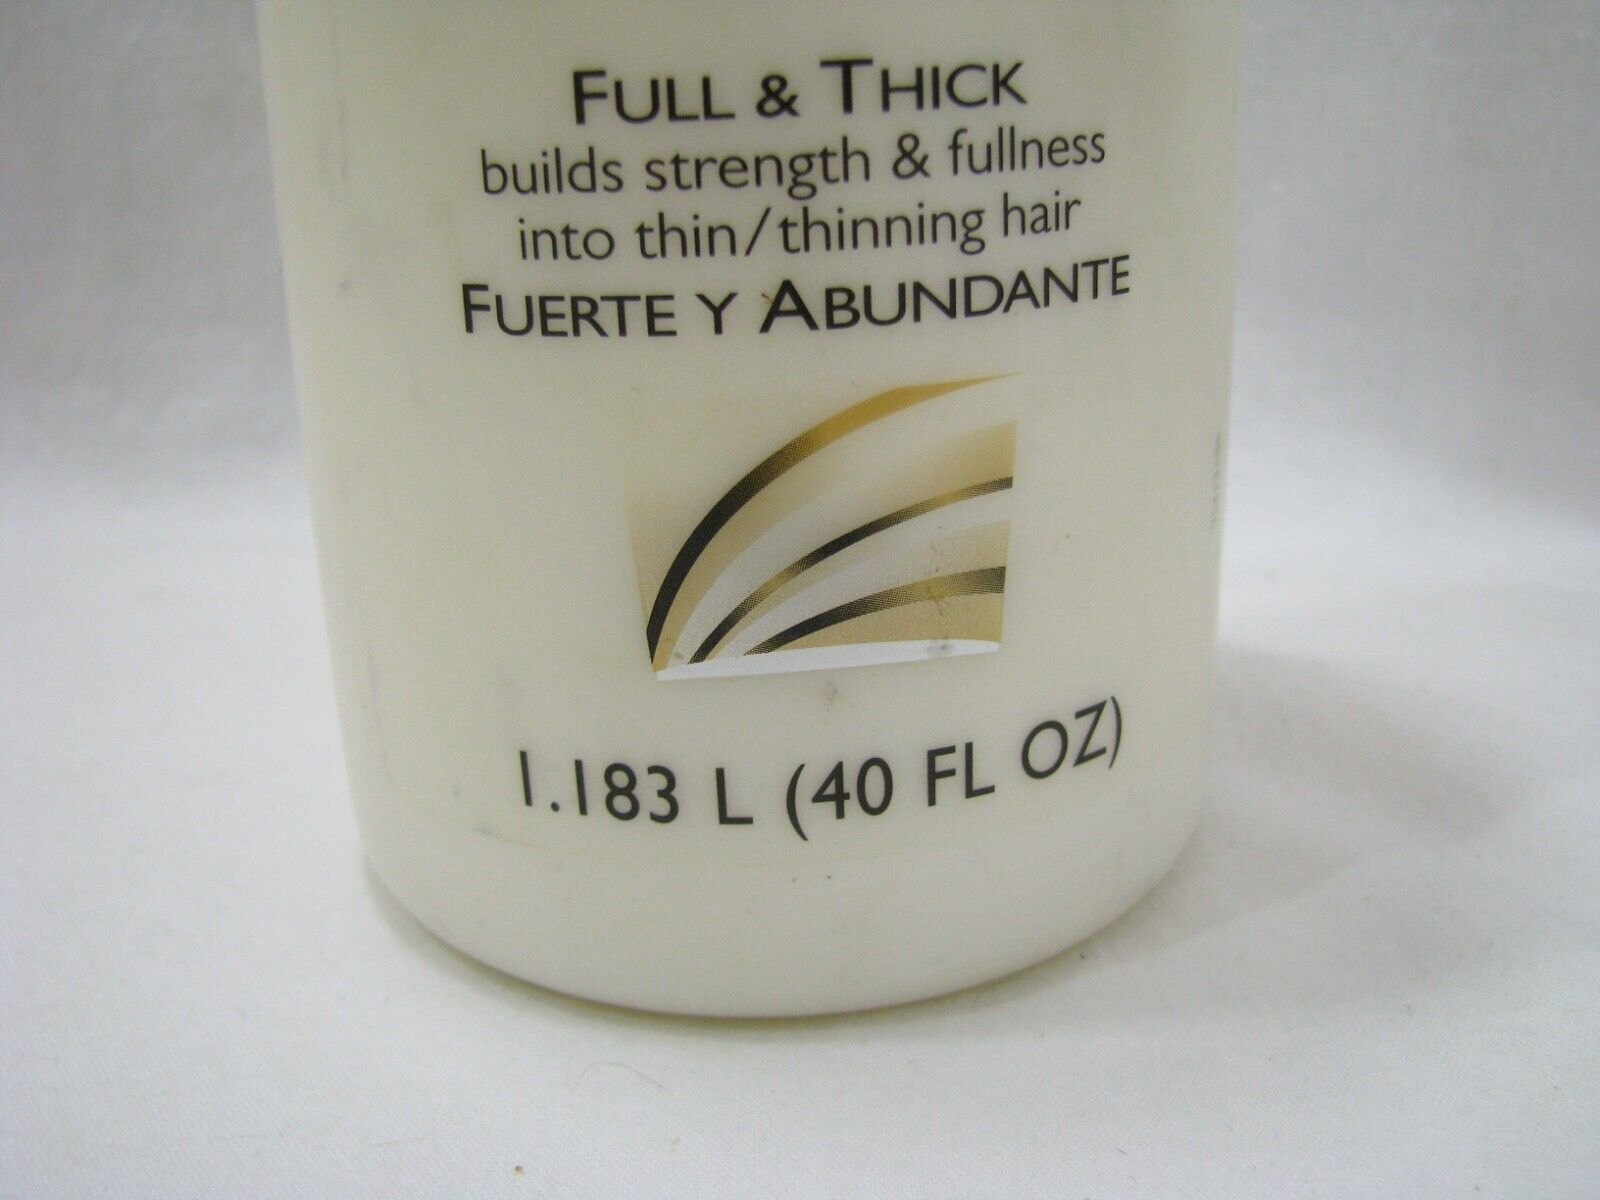 FULL & THICK
builds strength & fullness
into thin/thinning hair
FUERTE Y ABUNDANTE
1.183 L (40 FL OZ)